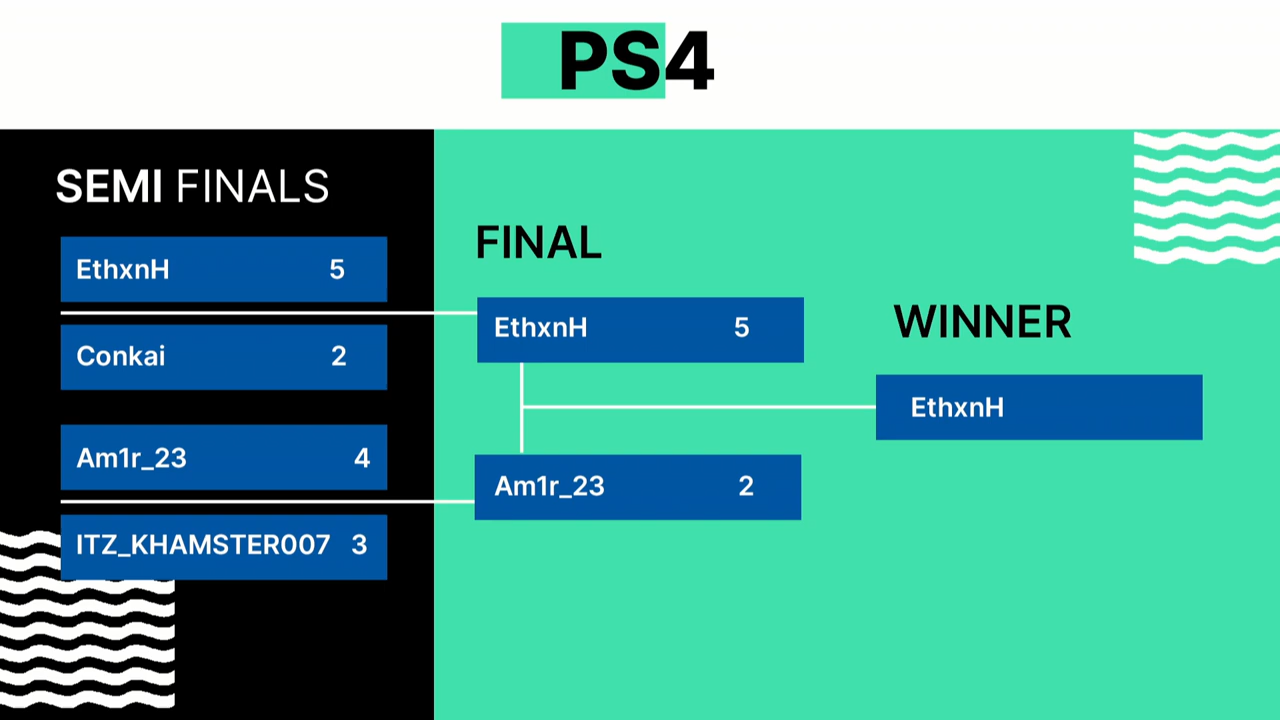 PS4
SEMI FINALS
EthxnH 5
Conkai 2
Am1r_23 4
ITZ_KHAMSTER007 3
FINAL
EthxnH 5
Am1r_23 2
WINNER
EthxnH